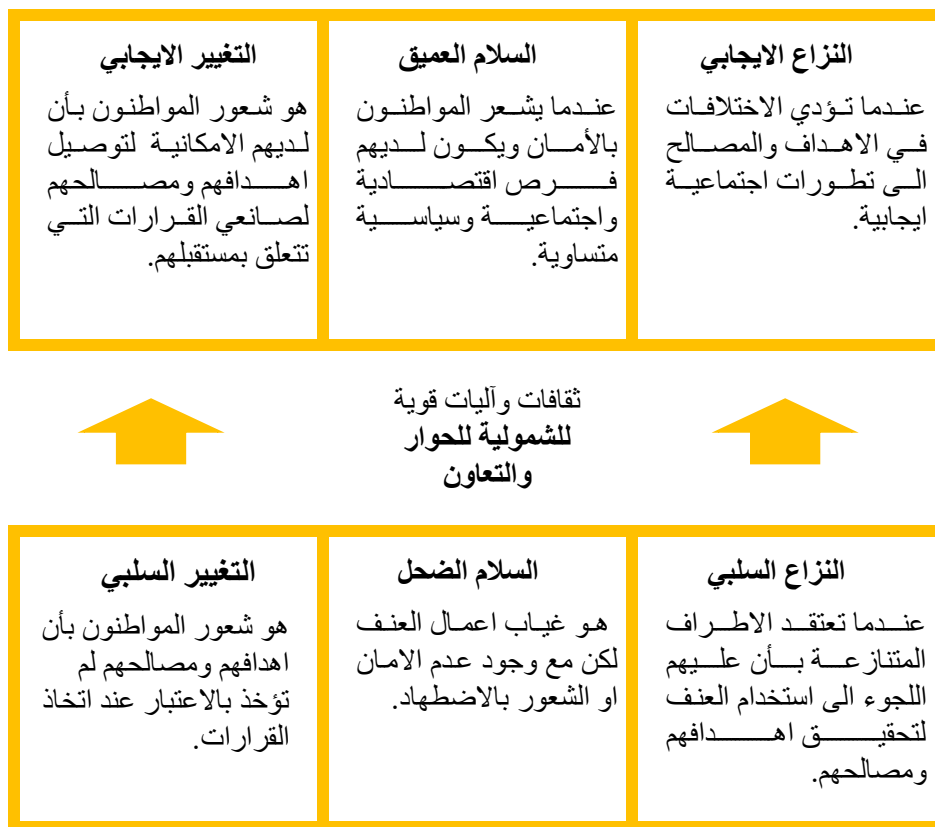 النزاع الايجابي
عندما تؤدي الاختلافات
في الاهداف والمصالح
الى تطورات اجتماعية
ايجابية.
السلام العميق
عندما يشعر المواطنون
بالأمان ويكون لديهم
فرص اقتصادية
واجتماعية وسياسية
متساوية.
التغيير الايجابي
هو شعور المواطنون بأن
لديهم الامكانية لتوصيل
اهدافهم ومصالحهم
لصانعي القرارات التي
تتعلق بمستقبلهم.
ثقافات وآليات قوية
للشمولية للحوار
والتعاون
النزاع السلبي
عندما تعتقد الاطراف
المتنازعة بأن عليهم
اللجوء الى استخدام العنف
لتحقيق اهدافهم
ومصالحهم.
السلام الضحل
هو غياب اعمال العنف
لكن مع وجود عدم الامان
او الشعور بالاضطهاد.
التغيير السلبي
هو شعور المواطنون بأن
اهدافهم ومصالحهم لم
تؤخذ بالاعتبار عند اتخاذ
القرارات.